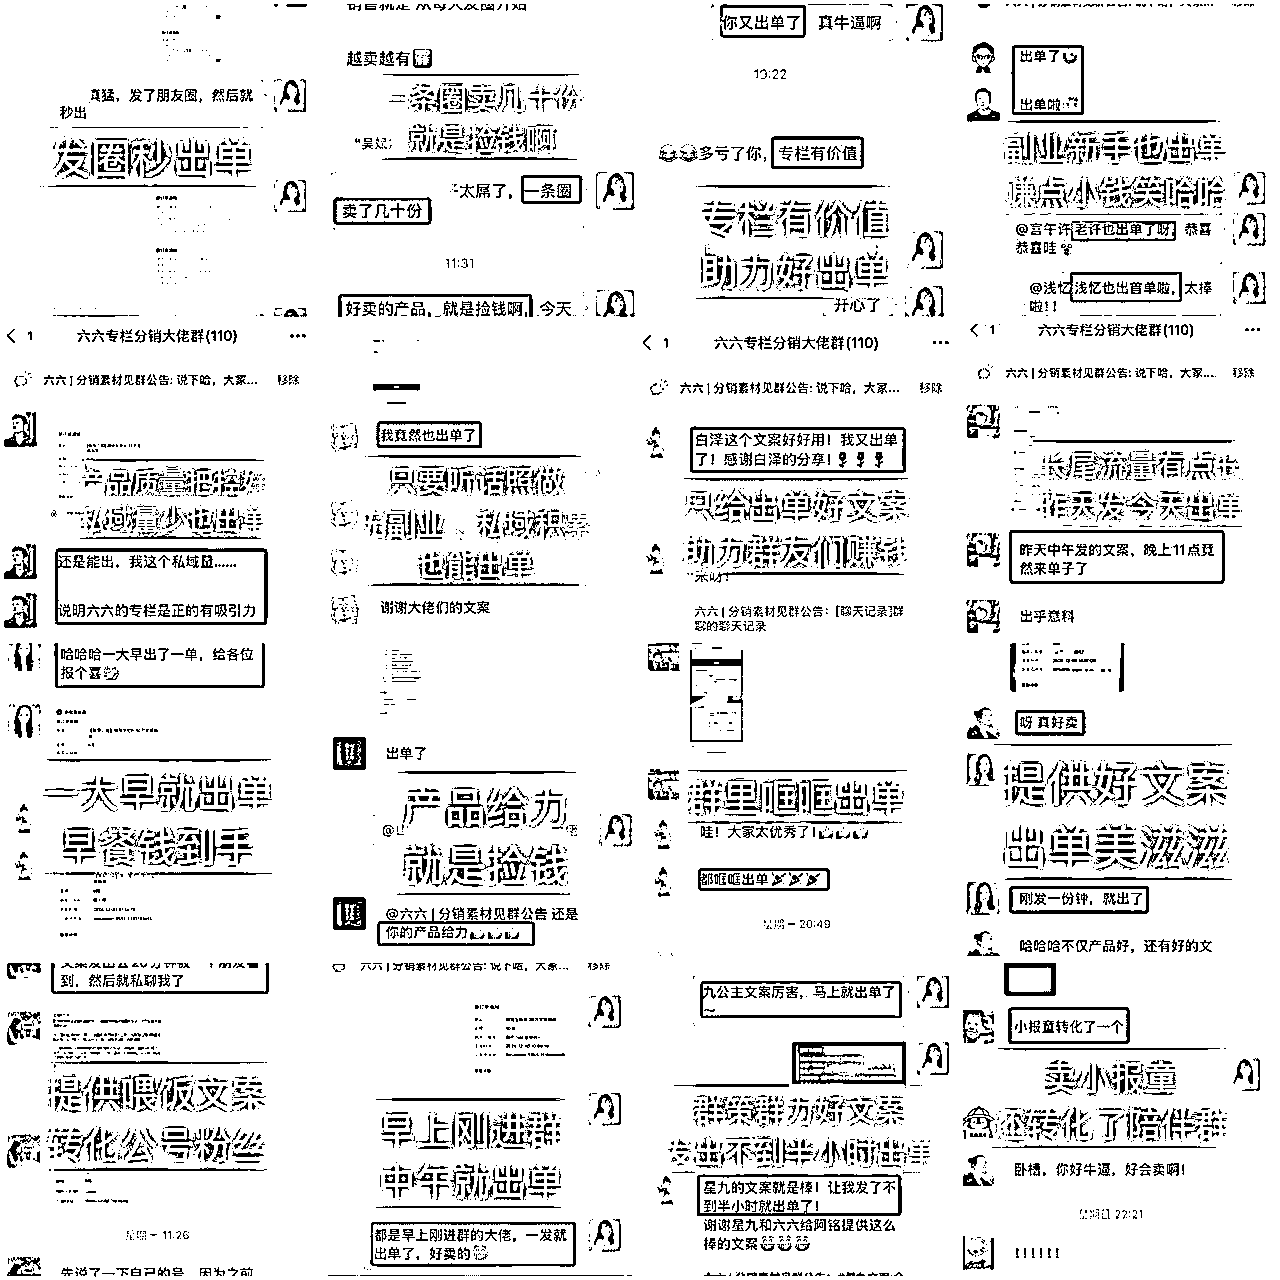 真猛，发了朋友圈，然后就
秒出
发圈秒出单
越卖越有
一条圈卖几十份
就是捡钱啊
太屌了，一条圈
卖了几十份
11:31
好卖的产品，就是捡钱啊，今天
你又出单了 真牛逼啊
10:22
多亏了你，专栏有价值
专栏有价值
助力好出单
开心了
出单了
出单啦
副业新手也出单
赚点小钱笑哈哈
@宫午许老许也出单了呀，恭喜
恭喜哇
@浅忆浅忆也出首单啦，太棒
啦！！
1 六六专栏分销大佬群(110)
六六 | 分销素材见群公告: 说下哈，大家... 移除
产品质量把控好
私域量少也出单
还是能出，我这个私域
说明六六的专栏是正的有吸引力
哈哈哈一大早出了一单，给各位
报个喜
一大早就出单
早餐钱到手
我竟然也出单了
只要听话照做
副业、私域积累
也能出单
谢谢大佬们的文案
出单了
产品给力
就是捡钱
@六六 | 分销素材见群公告 还是
你的产品给力
1 六六专栏分销大佬群(110)
六六 | 分销素材见群公告: 说下哈，大家... 移除
白泽这个文案好好用！我又出单
了！感谢白泽的分享！
只给出单好文案
助力群友们赚钱
六六 | 分销素材见群公告：[聊天记录]群
聊的聊天记录
群里哐哐出单
哇！大家太优秀了！
都哐哐出单
星期一 20:49
1 六六专栏分销大佬群(110)
六六 | 分销素材见群公告: 说下哈，大家.... 移除
长尾流量有点
昨天发今天出单
昨天中午发的文案，晚上11点竟
然来单子了
出乎意料
呀 真好卖
提供好文案
出单美滋滋
刚发一份钟，就出了
哈哈哈不仅产品好，还有好的文
到，然后就私聊我了
提供喂饭文案
转化公号粉丝
星期一 11:26
先说了一下自己的号，因为之前
六六 | 分销素材见群公告: 说下哈，大家... 移除
早上刚进群
中午就出单
都是早上刚进群的大佬，一发就
出单了，好卖的
九公主文案厉害，马上就出单了
~
群策群力好文案
发出不到半小时出单
星九的文案就是棒！让我发了不
到半小时就出单了！
谢谢星九和六六给阿铭提供这么
棒的文案
小报童转化了一个
卖小报童
还转化了陪伴群
卧槽，你好牛逼，好会卖啊！
星期日 22:21
！！！！！！